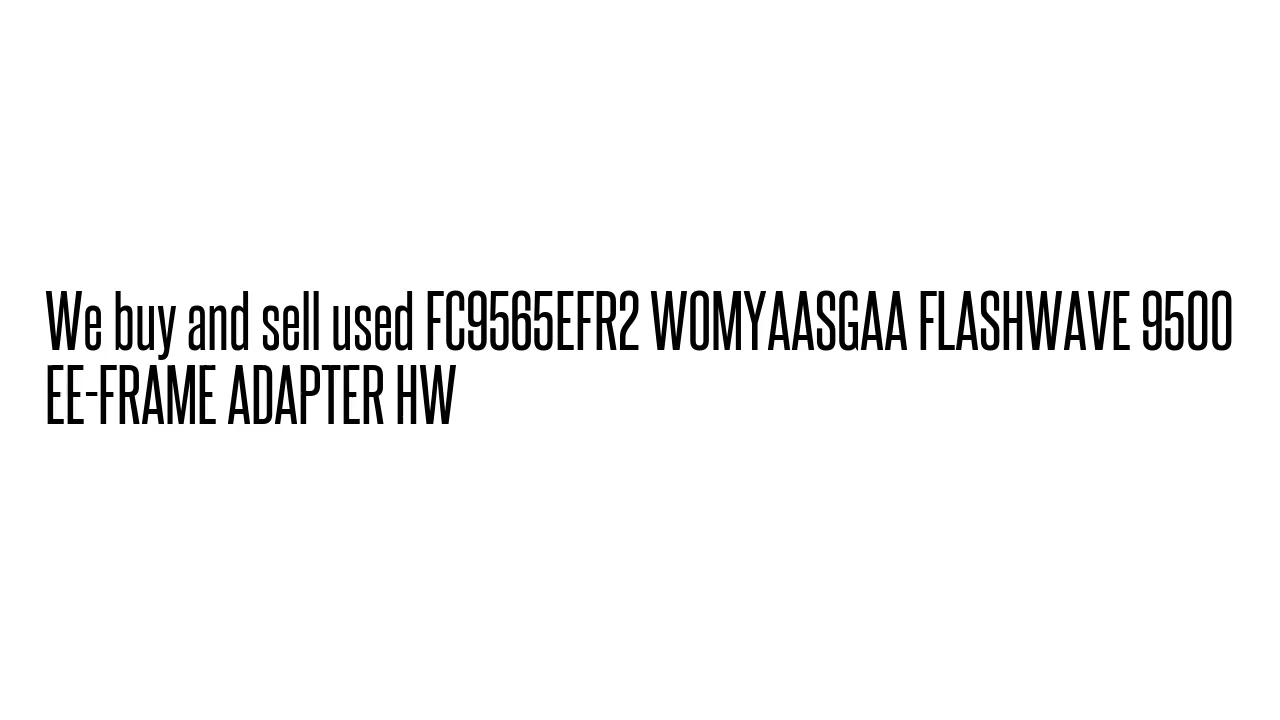 We buy and sell used FC9565EFR2 WOMYAASGAA FLASHWAVE 9500
EE-FRAME ADAPTER HW